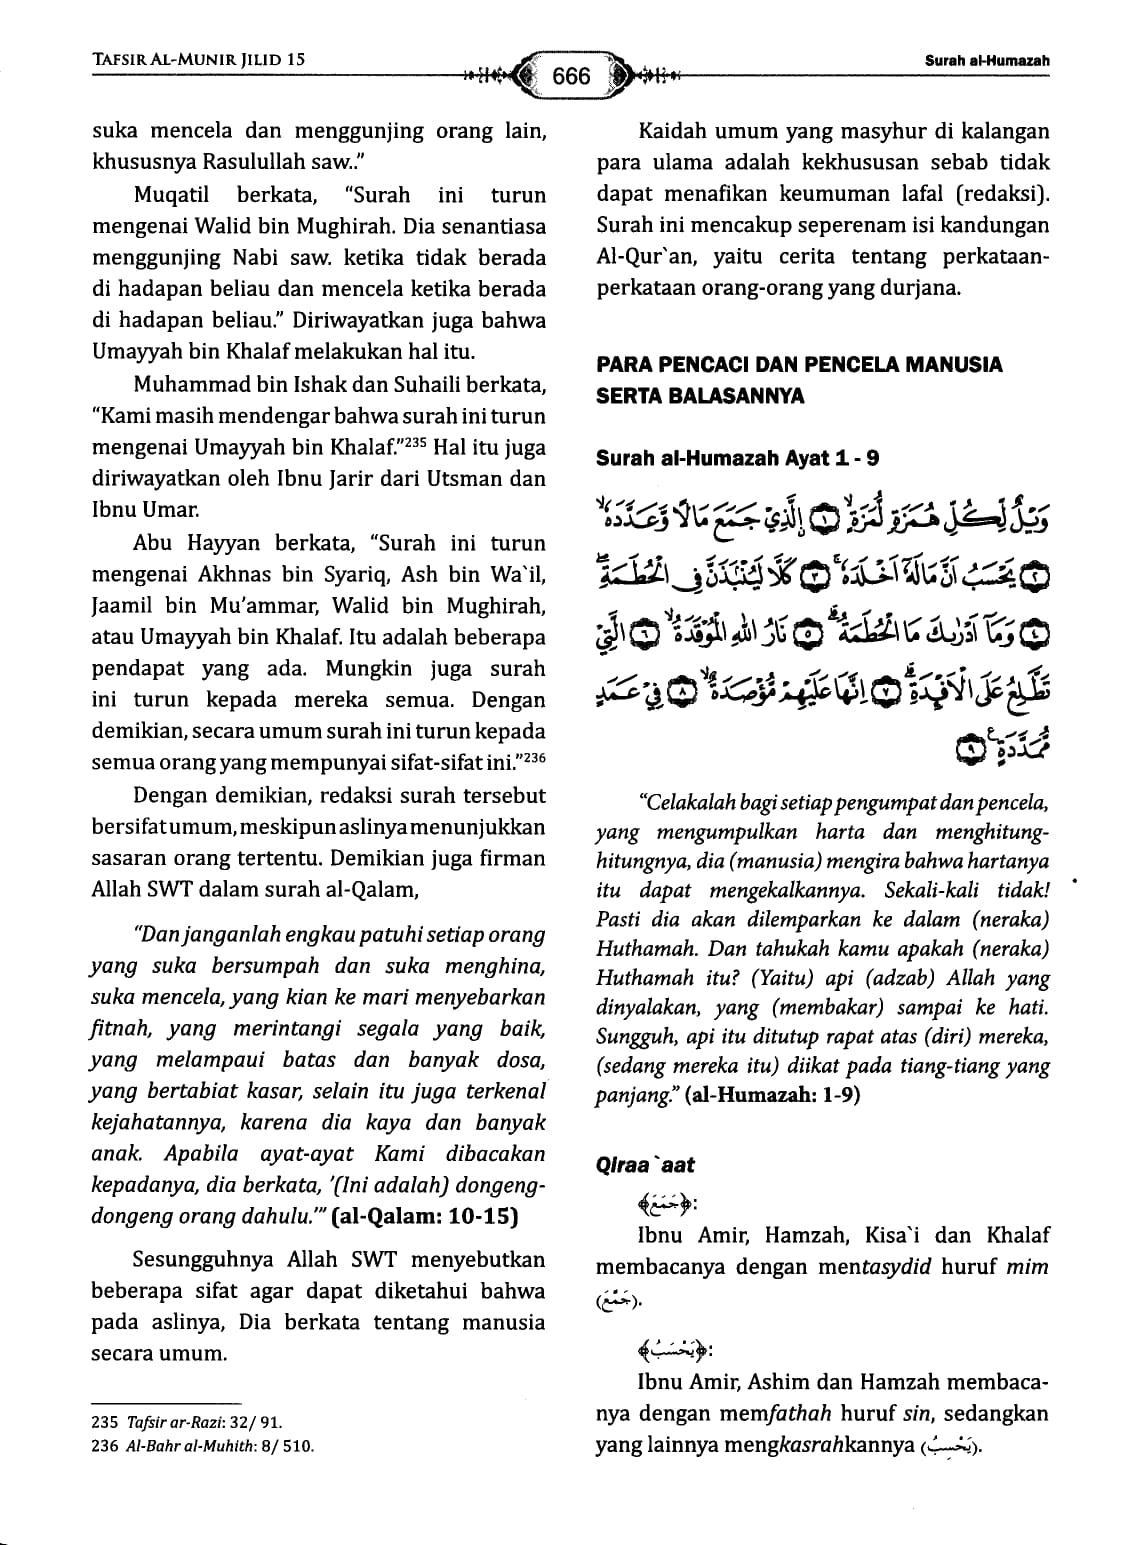 TAFSIR AL-MUNIR JILID 15
666
Surah al-Humazah
suka mencela dan menggunjing orang lain,
khususnya Rasulullah saw.."
Muqatil berkata, "Surah ini turun
mengenai Walid bin Mughirah. Dia senantiasa
menggunjing Nabi saw. ketika tidak berada
di hadapan beliau dan mencela ketika berada
di hadapan beliau." Diriwayatkan juga bahwa
Umayyah bin Khalaf melakukan hal itu.
Muhammad bin Ishak dan Suhaili berkata,
"Kami masih mendengar bahwa surah ini turun
mengenai Umayyah bin Khalaf."235 Hal itu juga
diriwayatkan oleh Ibnu Jarir dari Utsman dan
Ibnu Umar.
Abu Hayyan berkata, "Surah ini turun
mengenai Akhnas bin Syariq, Ash bin Wa`il,
Jaamil bin Mu'ammar, Walid bin Mughirah,
atau Umayyah bin Khalaf. Itu adalah beberapa
pendapat yang ada. Mungkin juga surah
ini turun kepada mereka semua. Dengan
demikian, secara umum surah ini turun kepada
semua orang yang mempunyai sifat-sifat ini."236
Dengan demikian, redaksi surah tersebut
bersifat umum, meskipun aslinya menunjukkan
sasaran orang tertentu. Demikian juga firman
Allah SWT dalam surah al-Qalam,
"Dan janganlah engkau patuhi setiap orang
yang suka bersumpah dan suka menghina,
suka mencela, yang kian ke mari menyebarkan
fitnah, yang merintangi segala yang baik,
yang melampaui batas dan banyak dosa,
yang bertabiat kasar, selain itu juga terkenal
kejahatannya, karena dia kaya dan banyak
anak. Apabila ayat-ayat Kami dibacakan
kepadanya, dia berkata, '(Ini adalah) dongeng-
dongeng orang dahulu.'" (al-Qalam: 10-15)
Sesungguhnya Allah SWT menyebutkan
beberapa sifat agar dapat diketahui bahwa
pada aslinya, Dia berkata tentang manusia
secara umum.
235 Tafsir ar-Razi: 32/ 91.
236 Al-Bahr al-Muhith: 8/ 510.
Kaidah umum yang masyhur di kalangan
para ulama adalah kekhususan sebab tidak
dapat menafikan keumuman lafal (redaksi).
Surah ini mencakup seperenam isi kandungan
Al-Qur`an, yaitu cerita tentang perkataan-
perkataan orang-orang yang durjana.
PARA PENCACI DAN PENCELA MANUSIA
SERTA BALASANNYA
Surah al-Humazah Ayat 1 - 9
وَيْلٌ لِّكُلِّ هُمَزَةٍ لُّمَزَةٍۙ ۝١ ۨالَّذِيْ جَمَعَ مَالًا وَّعَدَّدَهٗۙ
۝٢ يَحْسَبُ اَنَّ مَالَهٗٓ اَخْلَدَهٗۚ ۝٣ كَلَّا لَيُنْۢبَذَنَّ فِى الْحُطَمَةِۖ
۝٤ وَمَآ اَدْرٰىكَ مَا الْحُطَمَةُۗ ۝٥ نَارُ اللّٰهِ الْمُوْقَدَةُۙ ۝٦ الَّتِيْ
تَطَّلِعُ عَلَى الْاَفْـِٕدَةِۗ ۝٧ اِنَّهَا عَلَيْهِمْ مُّؤْصَدَةٌۙ ۝٨ فِيْ عَمَدٍ
مُّمَدَّدَةٍ ࣖ ۝٩
"Celakalah bagi setiap pengumpat dan pencela,
yang mengumpulkan harta dan menghitung-
hitungnya, dia (manusia) mengira bahwa hartanya
itu dapat mengekalkannya. Sekali-kali tidak!
Pasti dia akan dilemparkan ke dalam (neraka)
Huthamah. Dan tahukah kamu apakah (neraka)
Huthamah itu? (Yaitu) api (adzab) Allah yang
dinyalakan, yang (membakar) sampai ke hati.
Sungguh, api itu ditutup rapat atas (diri) mereka,
(sedang mereka itu) diikat pada tiang-tiang yang
panjang." (al-Humazah: 1-9)
Qiraa`aat
﴿جَمَعَ﴾:
Ibnu Amir, Hamzah, Kisa`i dan Khalaf
membacanya dengan mentasydid huruf mim
(جَمَّعَ).
﴿يَحْسَبُ﴾:
Ibnu Amir, Ashim dan Hamzah membaca-
nya dengan memfathah huruf sin, sedangkan
yang lainnya mengkasrahkannya (يَحْسِبُ).